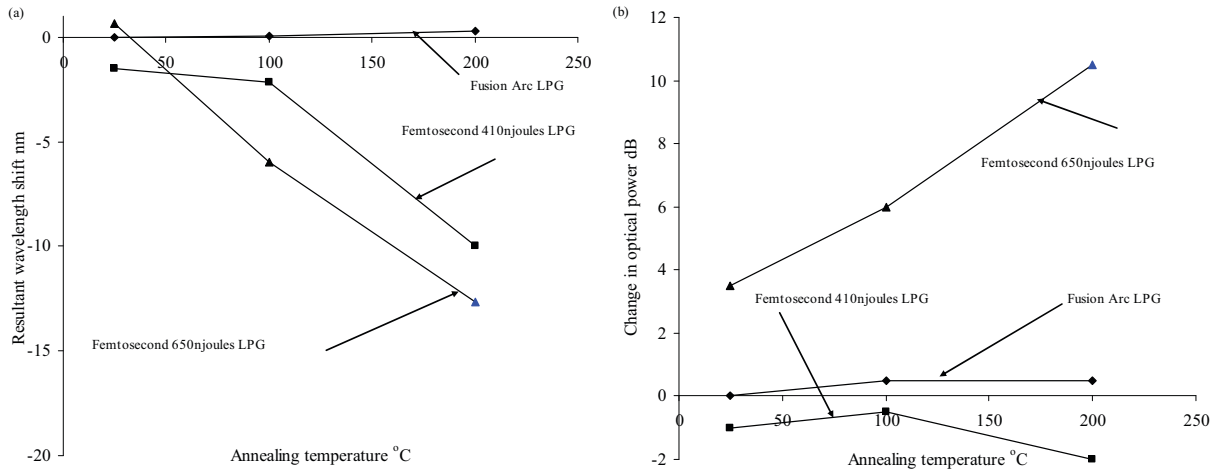 (a)
0
-5
-10
-15
-20
0 50 100 150 200 250
Resultant wavelength shift nm
Annealing temperature °C
Fusion Arc LPG
Femtosecond 410njoules LPG
Femtosecond 650njoules LPG
(b)
12
10
8
6
4
2
0
-2
0 50 100 150 200 250
Change in optical power dB
Annealing temperature °C
Femtosecond 650njoules LPG
Femtosecond 410njoules LPG
Fusion Arc LPG